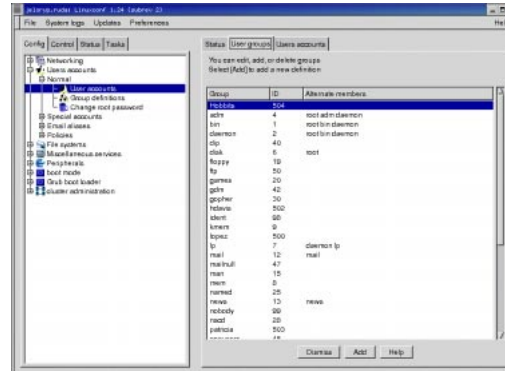 Linuxconf 1.24 (subrev 2)
File System logs Updates Preferences
Config Control Status Tasks
Networking
Users accounts
Normal
User accounts
Group definitions
Change root password
Special accounts
Email aliases
Policies
File systems
Miscellaneous services
Peripherals
boot mode
Grub boot loader
cluster administration
Status User groups Users accounts
You can edit, add, or delete groups
Select [Add] to add a new definition
Group ID Alternate members
Hobbits 504
adm 4 root adm daemon
bin 1 root bin daemon
daemon 2 root bin daemon
dip 40
disk 6 root
floppy 19
ftp 50
games 20
gdm 42
gopher 30
502
ident 98
kmem 9
lopez 500
lp 7 daemon lp
mail 12 mail
mailnull 47
man 15
mem 8
named 25
news 13 news
nobody 99
nscd 28
patricia 503
Dismiss Add Help